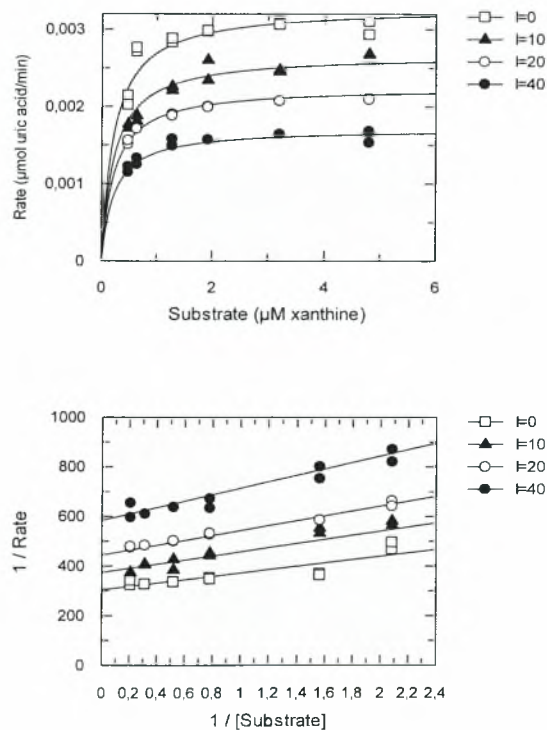 0,003
0,002
0,001
0
Rate (µmol uric acid/min)
0 2 4 6
Substrate (µM xanthine)
I=0
I=10
I=20
I=40
1000
800
600
400
200
0
1 / Rate
0 0,2 0,4 0,6 0,8 1 1,2 1,4 1,6 1,8 2 2,2 2,4
1 / [Substrate]
I=0
I=10
I=20
I=40